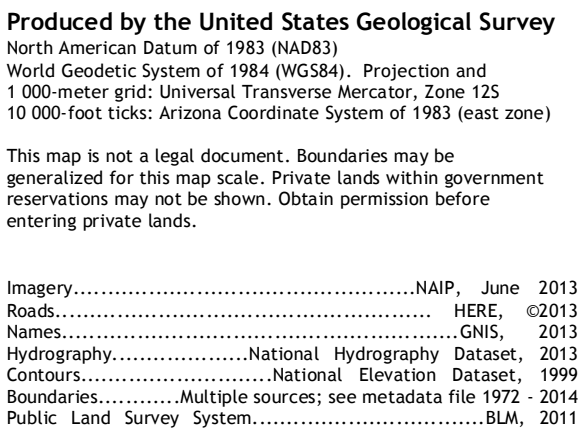 Produced by the United States Geological Survey
North American Datum of 1983 (NAD83)
World Geodetic System of 1984 (WGS84).  Projection and
1 000-meter grid: Universal Transverse Mercator, Zone 12S
10 000-foot ticks: Arizona Coordinate System of 1983 (east zone)
This map is not a legal document. Boundaries may be
generalized for this map scale. Private lands within government
reservations may not be shown. Obtain permission before
entering private lands.
Imagery....................................................NAIP, June 2013
Roads......................................................... HERE, ©2013
Names............................................................GNIS, 2013
Hydrography.....................National Hydrography Dataset, 2013
Contours.............................National Elevation Dataset, 1999
Boundaries............Multiple sources; see metadata file 1972 - 2014
Public Land Survey System...................................BLM, 2011